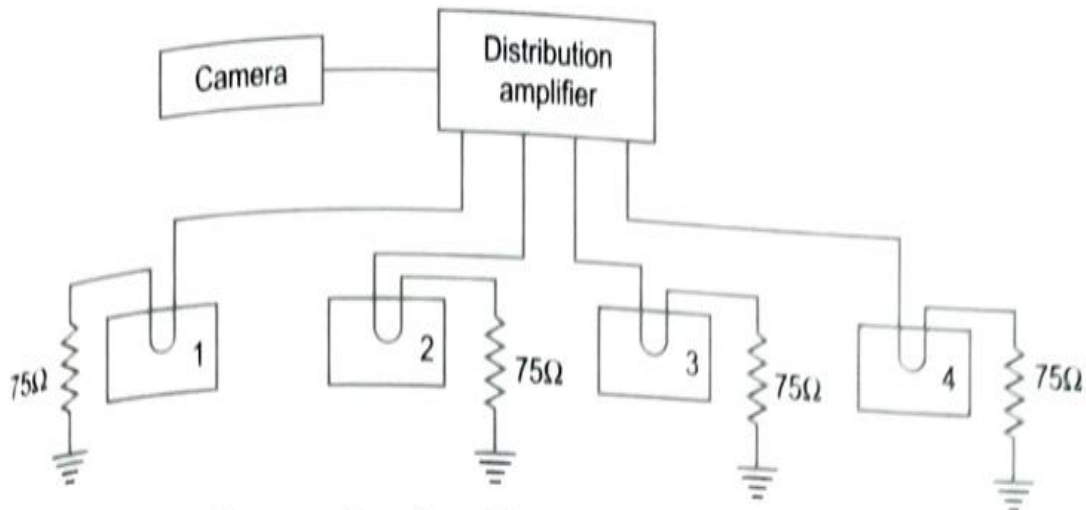 Camera
Distribution
amplifier
75Ω
1
2
75Ω
3
75Ω
4
75Ω